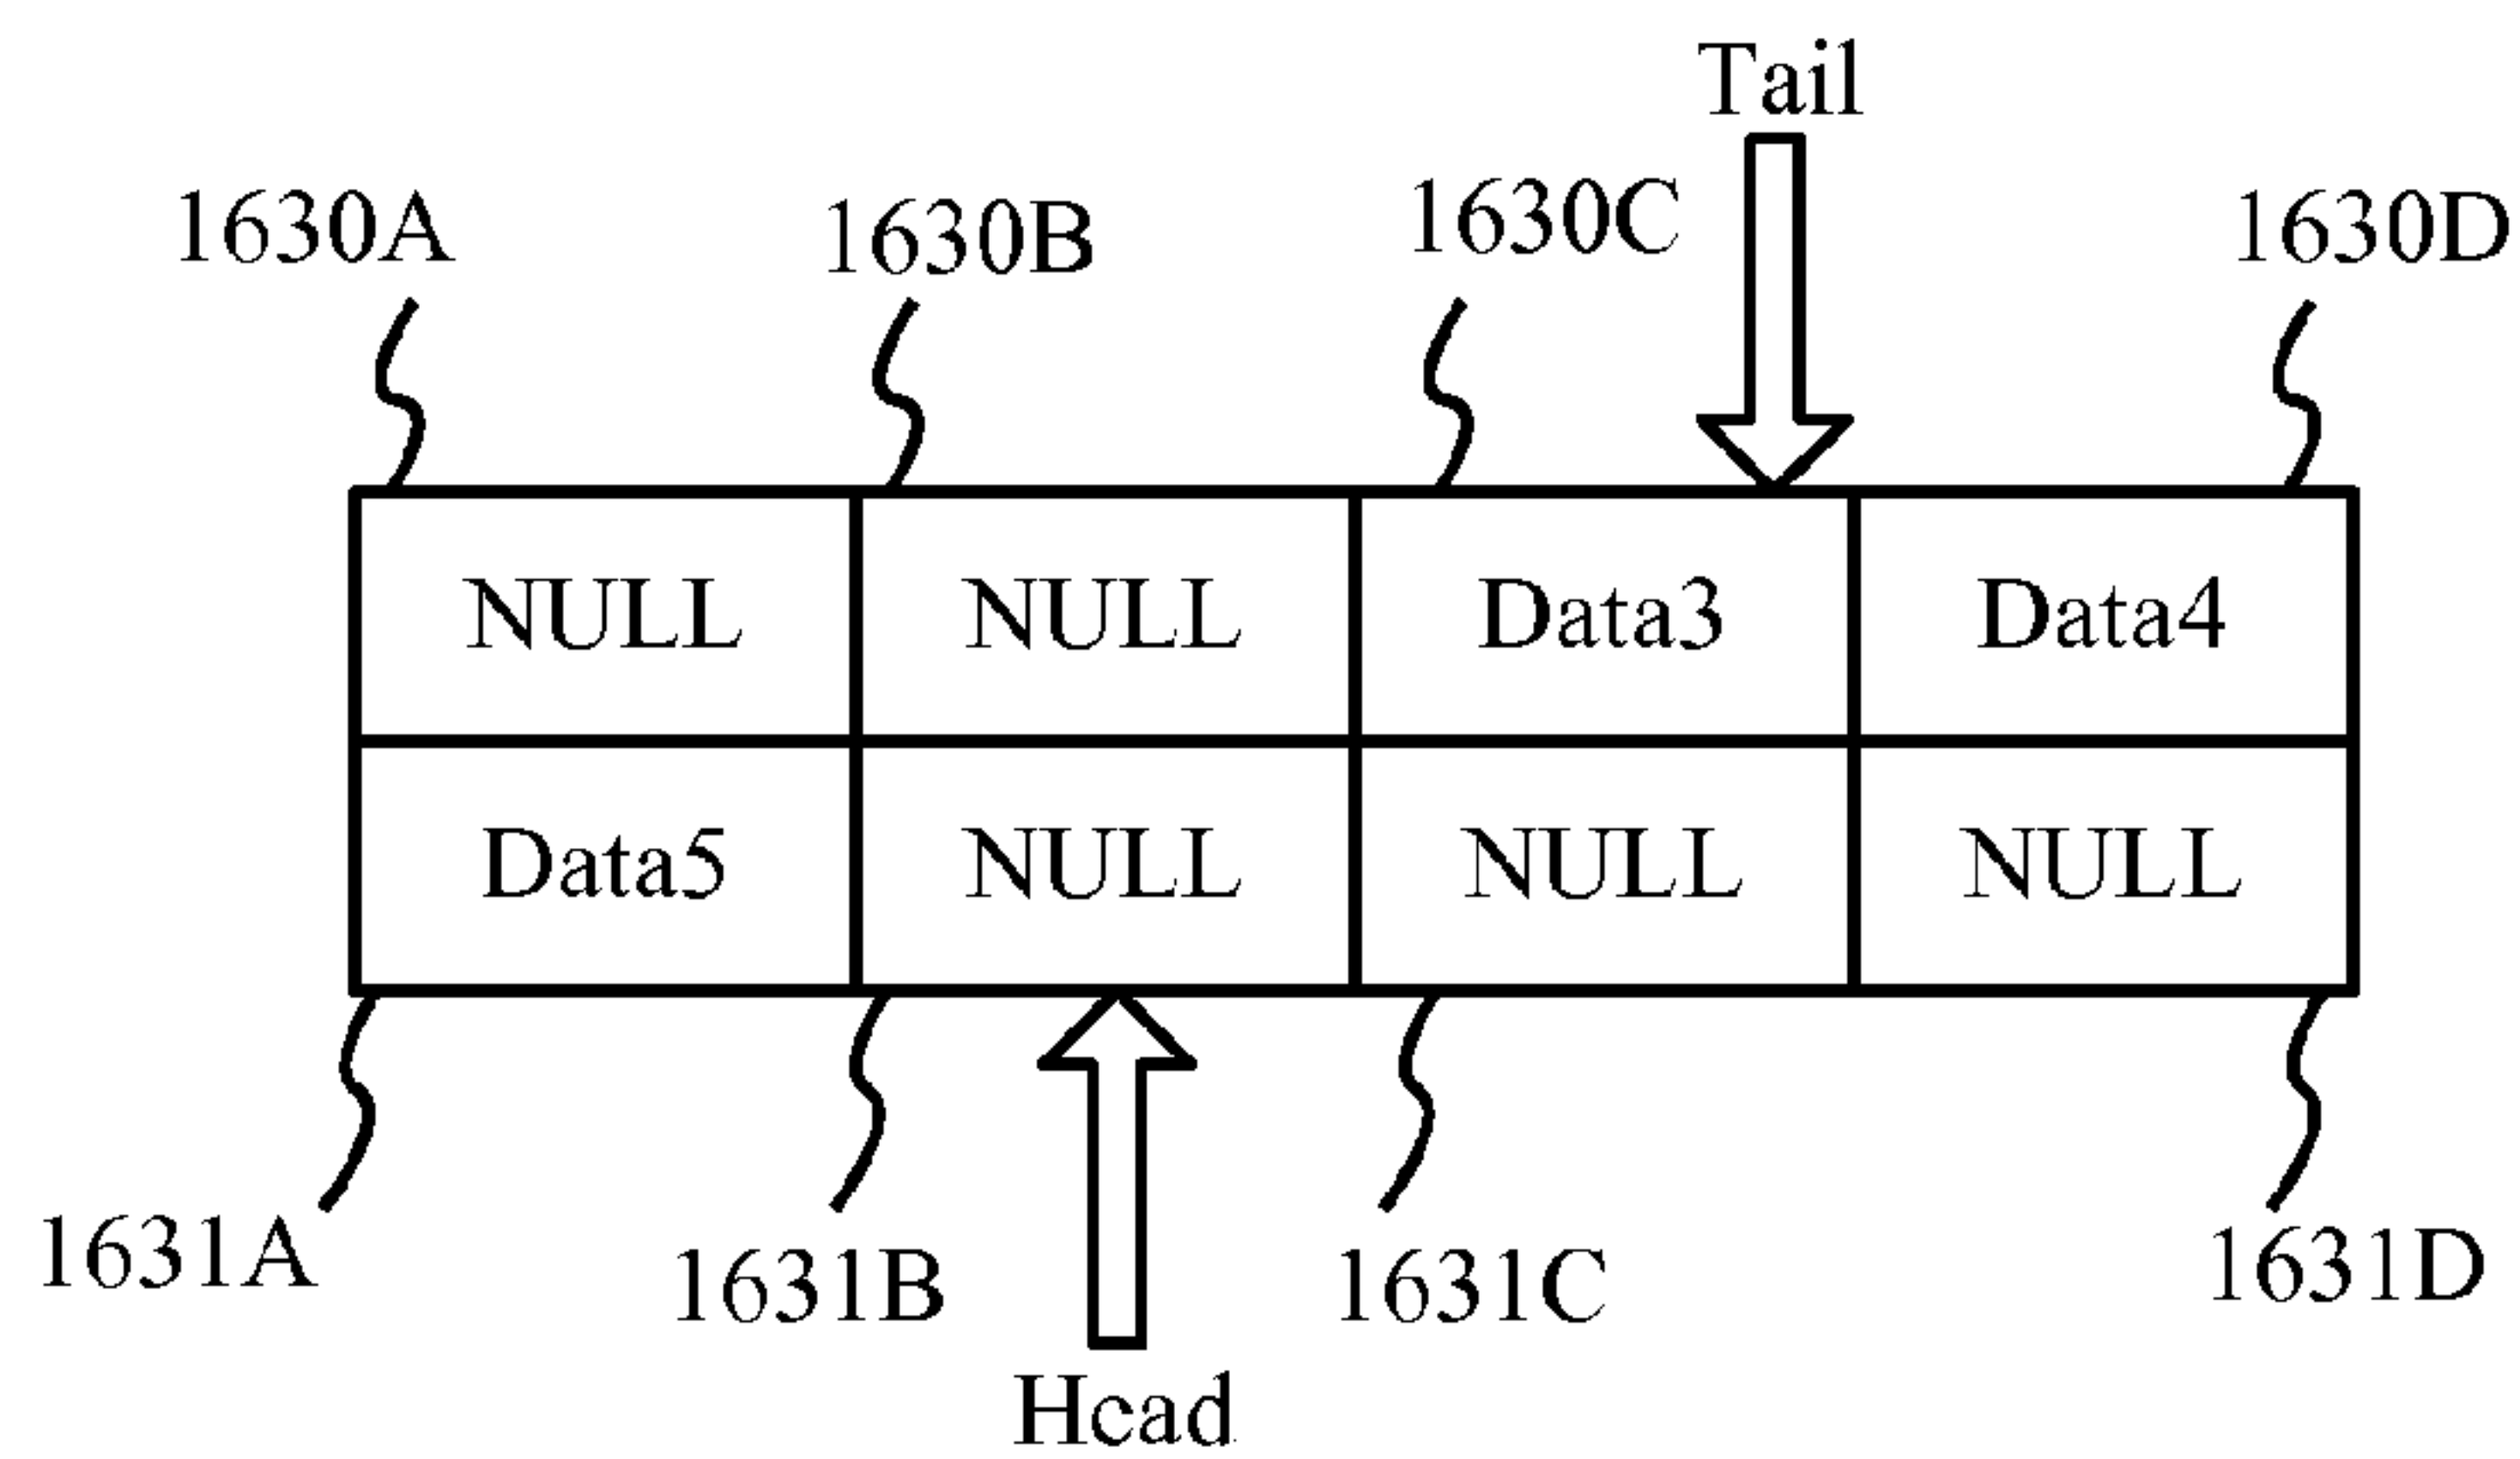 Tail
1630A 1630B 1630C 1630D
NULL NULL Data3 Data4
Data5 NULL NULL NULL
1631A 1631B 1631C 1631D
Head